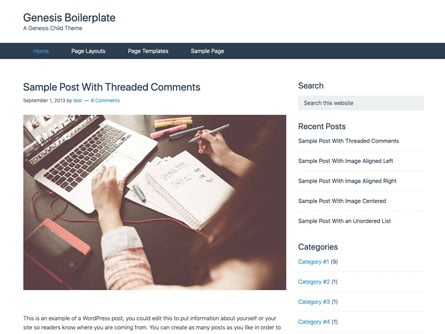 Genesis Boilerplate
A Genesis Child Theme
Home Page Layouts Page Templates Sample Page
Sample Post With Threaded Comments
September 1, 2013 by test — 8 Comments
This is an example of a WordPress post, you could edit this to put information about yourself or your
site so readers know where you are coming from. You can create as many posts as you like in order to
Search
Search this website
Recent Posts
Sample Post With Threaded Comments
Sample Post With Image Aligned Left
Sample Post With Image Aligned Right
Sample Post With Image Centered
Sample Post With an Unordered List
Categories
Category #1 (9)
Category #2 (1)
Category #3 (1)
Category #4 (1)